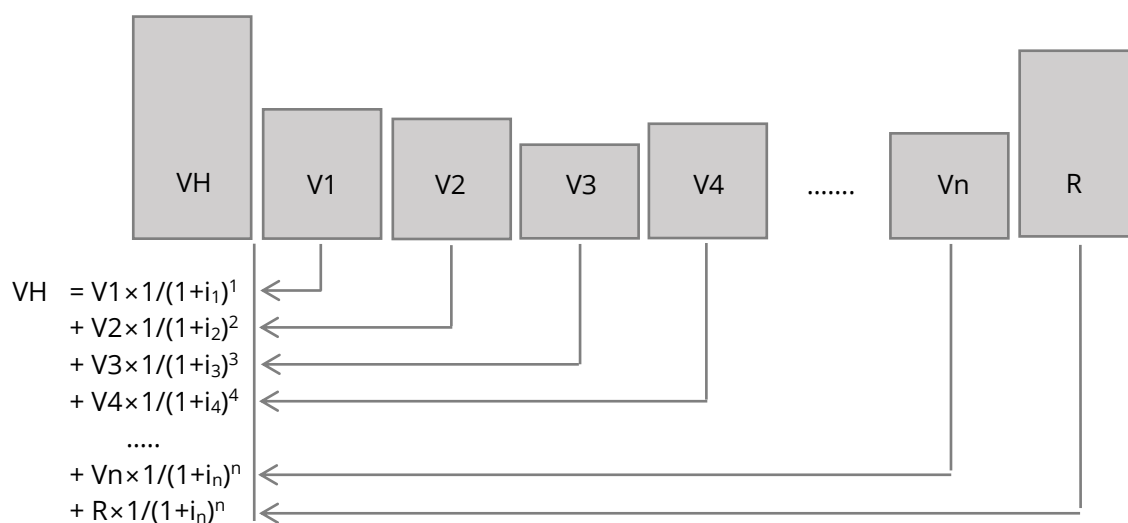 VH V1 V2 V3 V4 ....... Vn R
VH = V1×1/(1+i₁)¹
+ V2×1/(1+i₂)²
+ V3×1/(1+i₃)³
+ V4×1/(1+i₄)⁴
.....
+ Vn×1/(1+iₙ)ⁿ
+ R×1/(1+iₙ)ⁿ